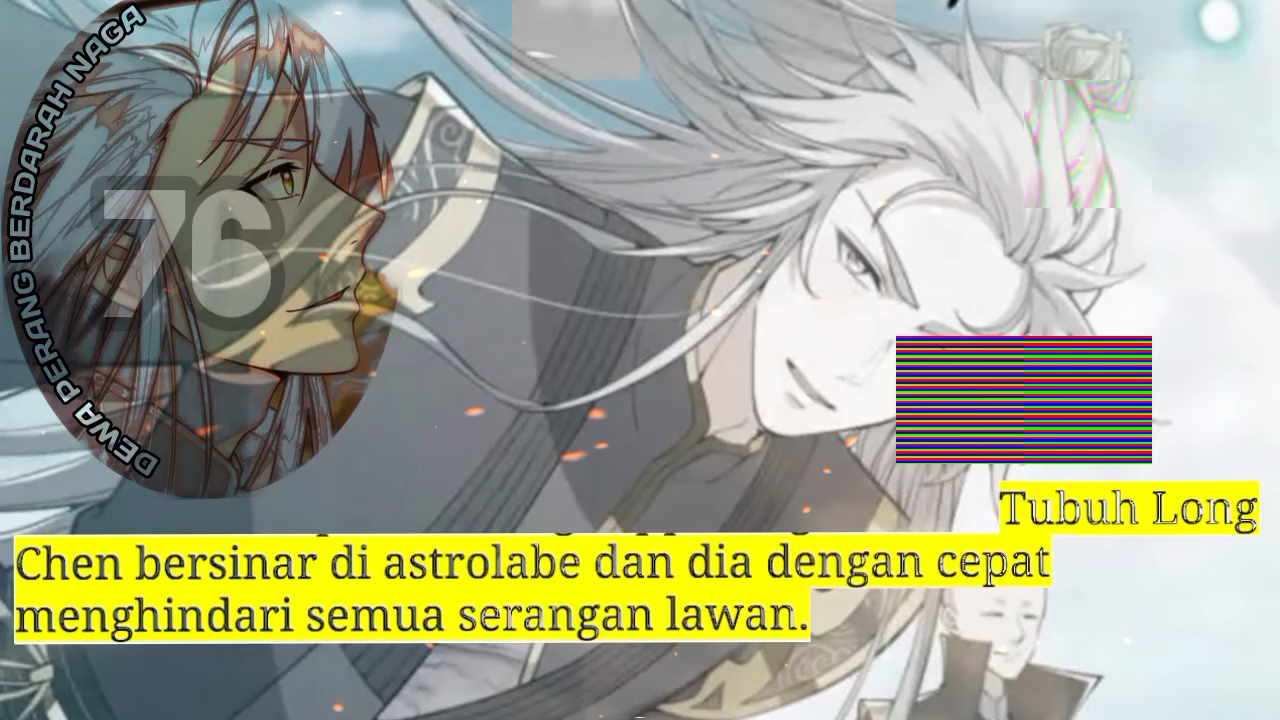 DEWA PERANG BERDARAH NAGA
76
Tubuh Long
Chen bersinar di astrolabe dan dia dengan cepat
menghindari semua serangan lawan.